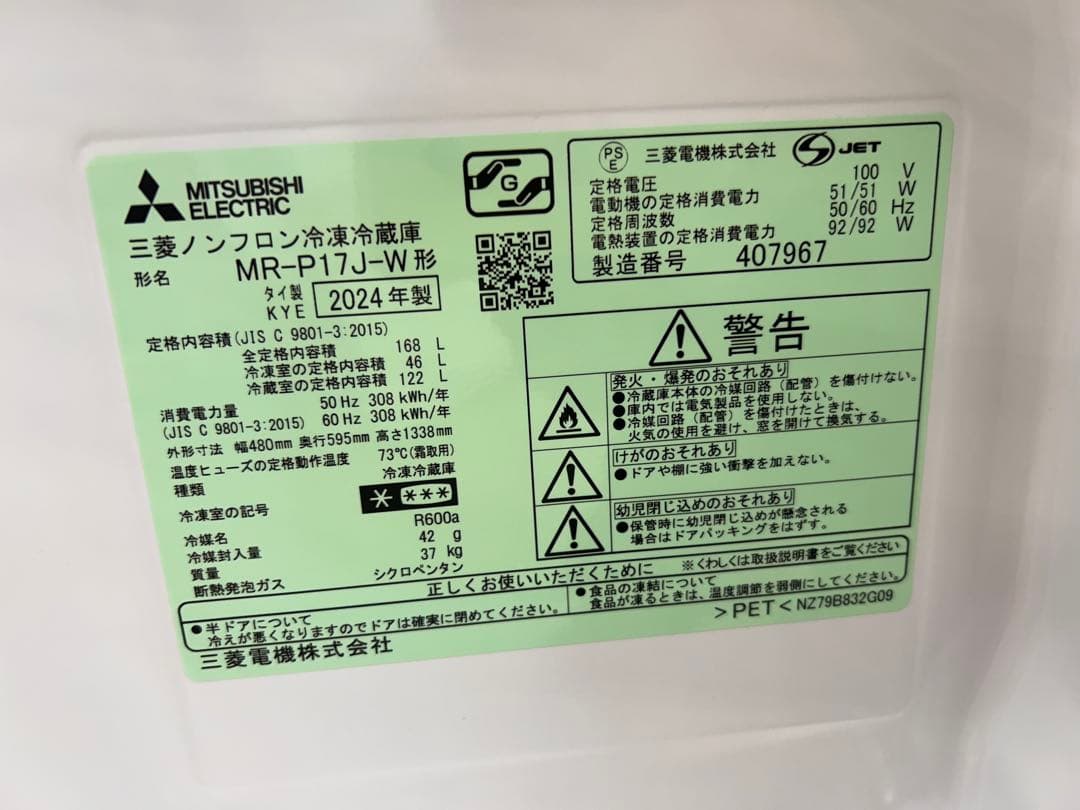 MITSUBISHI
ELECTRIC
三菱ノンフロン冷凍冷蔵庫
形名 MR-P17J-W 形
タイ製
KYE 2024 年製
定格内容積(JIS C 9801-3:2015)
全定格内容積 168 L
冷凍室の定格内容積 46 L
冷蔵室の定格内容積 122 L
消費電力量 50 Hz 308 kWh/年
(JIS C 9801-3:2015) 60 Hz 308 kWh/年
外形寸法 幅480mm 奥行595mm 高さ1338mm
温度ヒューズの定格動作温度 73℃(霜取用)
種類 冷凍冷蔵庫
冷凍室の記号 * ***
冷媒名 R600a
冷媒封入量 42 g
質量 37 kg
断熱発泡ガス シクロペンタン
G
PS
E
三菱電機株式会社
S JET
定格電圧 100 V
電動機の定格消費電力 51/51 W
定格周波数 50/60 Hz
電熱装置の定格消費電力 92/92 W
製造番号 407967
警告
発火・爆発のおそれあり
●冷蔵庫本体の冷媒回路(配管)を傷付けない。
●庫内では電気製品を使用しない。
●冷媒回路(配管)を傷付けたときは、
火気の使用を避け、窓を開けて換気する。
けがのおそれあり
●ドアや棚に強い衝撃を加えない。
幼児閉じ込めのおそれあり
●保管時に幼児閉じ込めが懸念される
場合はドアパッキングをはずす。
正しくお使いいただくために ※くわしくは取扱説明書をご覧ください
●半ドアについて
冷えが悪くなりますのでドアは確実に閉めてください。
●食品の凍結について
食品が凍るときは、温度調節を弱側にしてください。
三菱電機株式会社
>PET< NZ79B832G09